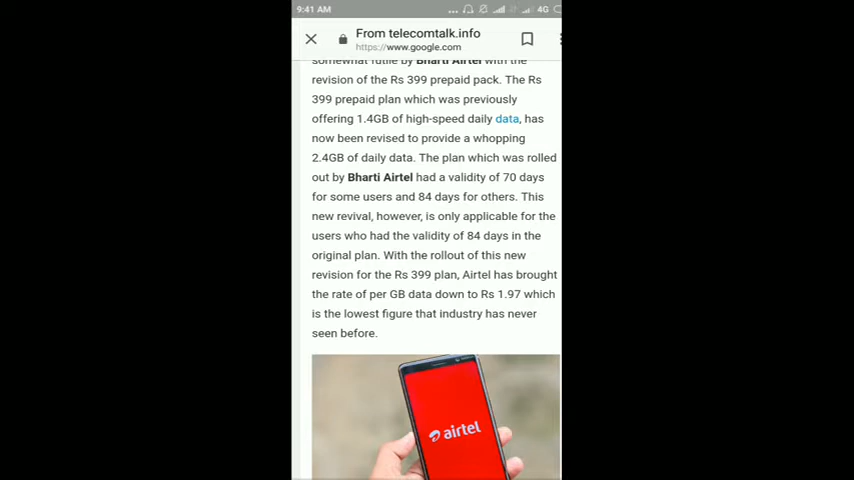 9:41 AM
... 4G
From telecomtalk.info
https://www.google.com
somewhat futile by Bharti Airtel with the
revision of the Rs 399 prepaid pack. The Rs
399 prepaid plan which was previously
offering 1.4GB of high-speed daily data, has
now been revised to provide a whopping
2.4GB of daily data. The plan which was rolled
out by Bharti Airtel had a validity of 70 days
for some users and 84 days for others. This
new revival, however, is only applicable for the
users who had the validity of 84 days in the
original plan. With the rollout of this new
revision for the Rs 399 plan, Airtel has brought
the rate of per GB data down to Rs 1.97 which
is the lowest figure that industry has never
seen before.
airtel